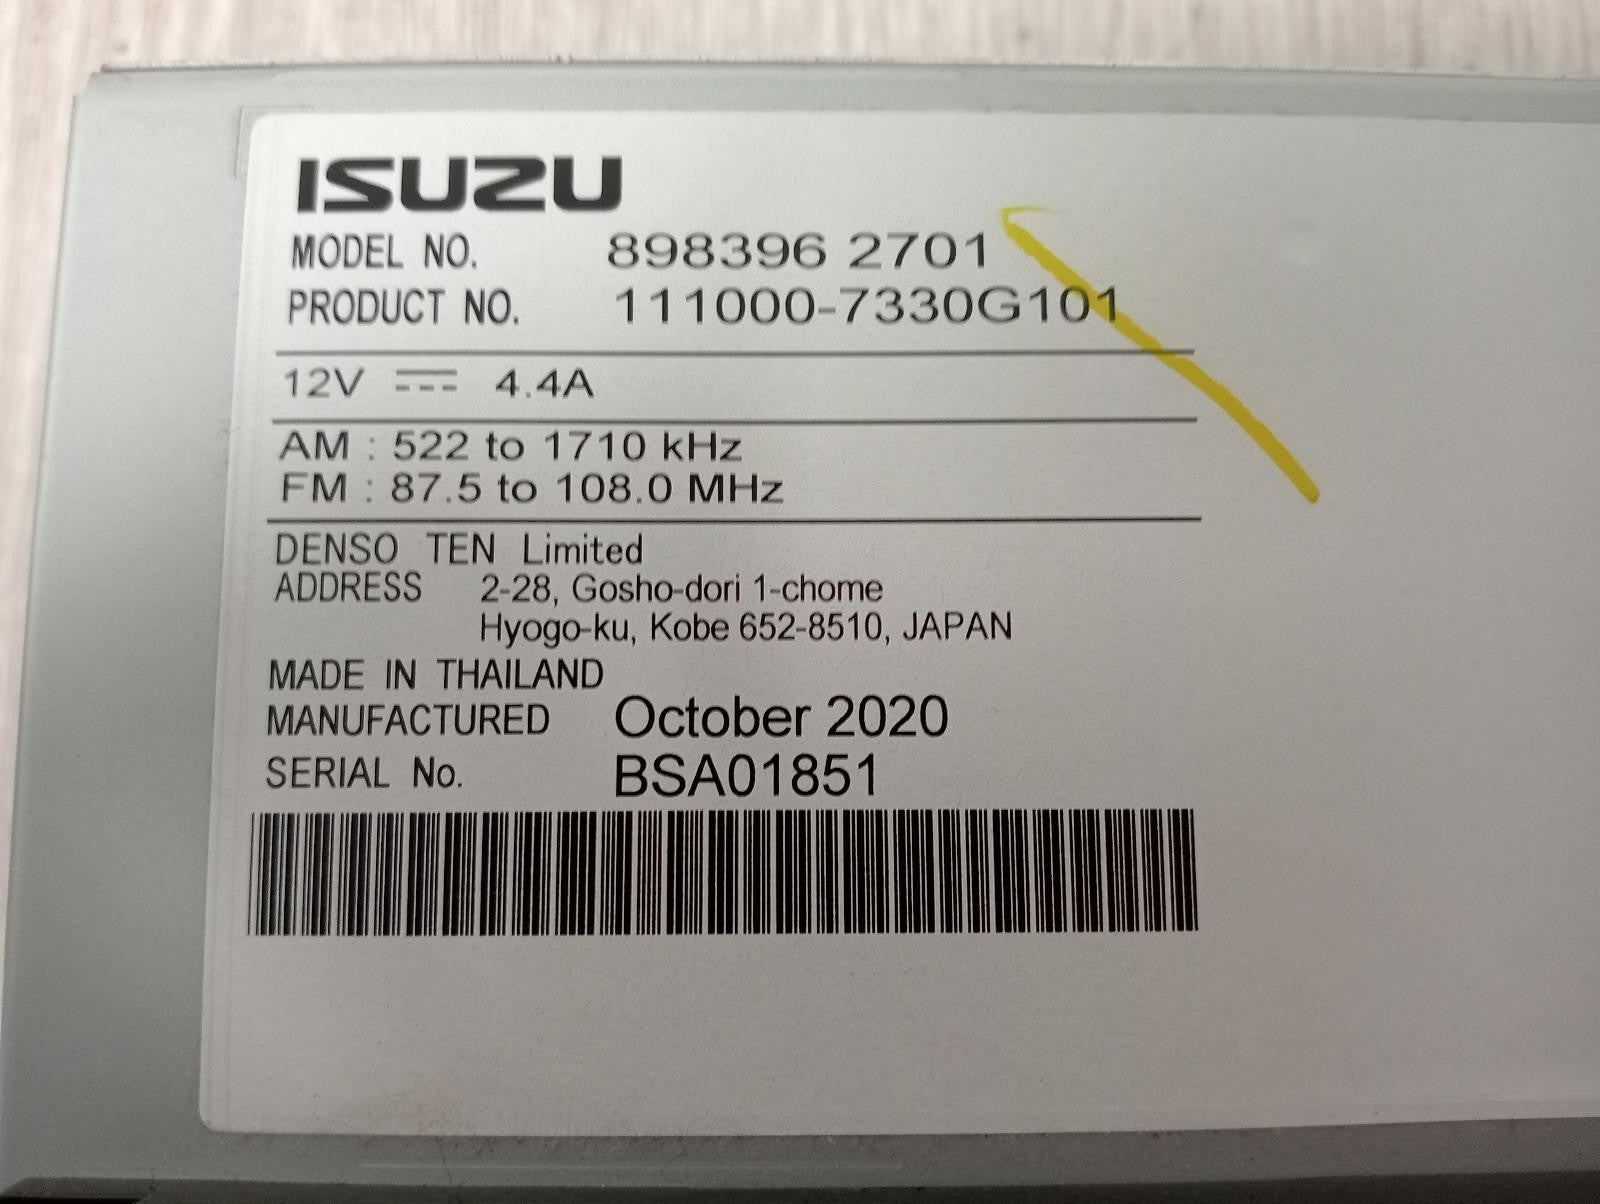 ISUZU
MODEL NO. 898396 2701
PRODUCT NO. 111000-7330G101
12V ⎓ 4.4A
AM : 522 to 1710 kHz
FM : 87.5 to 108.0 MHz
DENSO TEN Limited
ADDRESS 2-28, Gosho-dori 1-chome
Hyogo-ku, Kobe 652-8510, JAPAN
MADE IN THAILAND
MANUFACTURED October 2020
SERIAL No. BSA01851